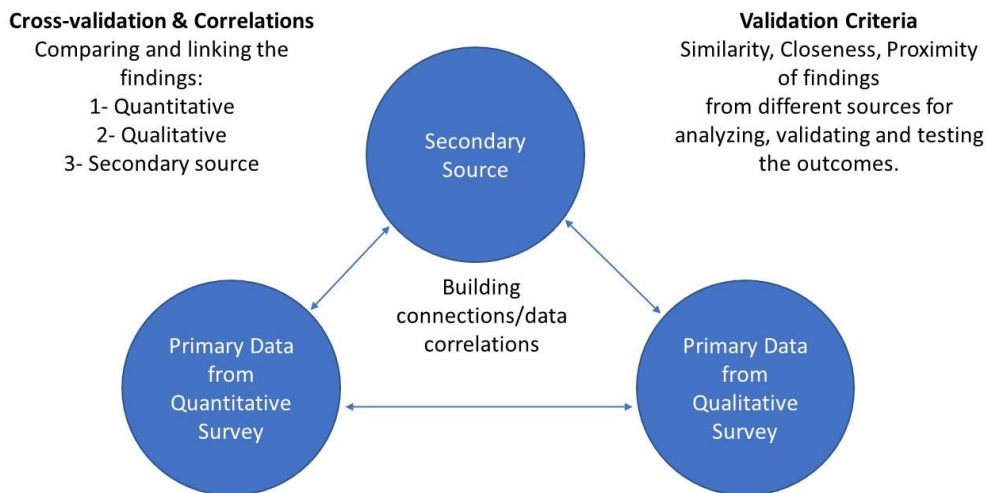 Cross-validation & Correlations
Comparing and linking the
findings:
1- Quantitative
2- Qualitative
3- Secondary source
Validation Criteria
Similarity, Closeness, Proximity
of findings
from different sources for
analyzing, validating and testing
the outcomes.
Secondary
Source
Building
connections/data
correlations
Primary Data
from
Quantitative
Survey
Primary Data
from
Qualitative
Survey